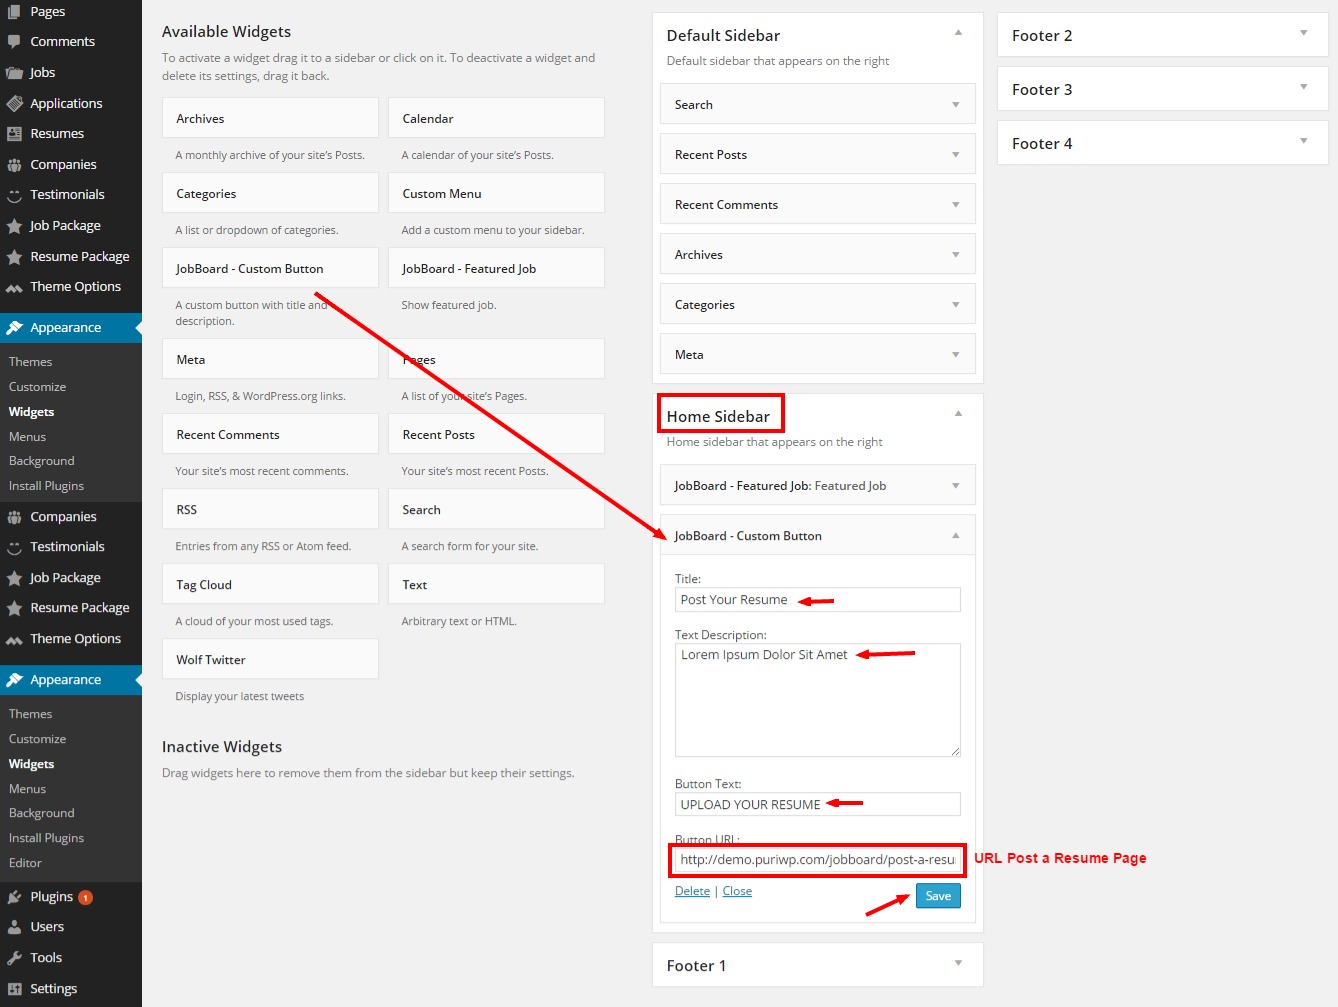 Pages
Comments
Jobs
Applications
Resumes
Companies
Testimonials
Job Package
Resume Package
Theme Options
Appearance
Themes
Customize
Widgets
Menus
Background
Install Plugins
Companies
Testimonials
Job Package
Resume Package
Theme Options
Appearance
Themes
Customize
Widgets
Menus
Background
Install Plugins
Editor
Plugins 1
Users
Tools
Settings
Available Widgets
To activate a widget drag it to a sidebar or click on it. To deactivate a widget and
delete its settings, drag it back.
Archives
A monthly archive of your site's Posts.
Calendar
A calendar of your site's Posts.
Categories
A list or dropdown of categories.
Custom Menu
Add a custom menu to your sidebar.
JobBoard - Custom Button
A custom button with title and
description.
JobBoard - Featured Job
Show featured job.
Meta
Login, RSS, & WordPress.org links.
Pages
A list of your site's Pages.
Recent Comments
Your site's most recent comments.
Recent Posts
Your site's most recent Posts.
RSS
Entries from any RSS or Atom feed.
Search
A search form for your site.
Tag Cloud
A cloud of your most used tags.
Text
Arbitrary text or HTML.
Wolf Twitter
Display your latest tweets
Inactive Widgets
Drag widgets here to remove them from the sidebar but keep their settings.
Default Sidebar
Default sidebar that appears on the right
Search
Recent Posts
Recent Comments
Archives
Categories
Meta
Home Sidebar
Home sidebar that appears on the right
JobBoard - Featured Job: Featured Job
JobBoard - Custom Button
Title:
Post Your Resume
Text Description:
Lorem Ipsum Dolor Sit Amet
Button Text:
UPLOAD YOUR RESUME
Button URL:
http://demo.puriwp.com/jobboard/post-a-resu
URL Post a Resume Page
Delete | Close
Save
Footer 1
Footer 2
Footer 3
Footer 4